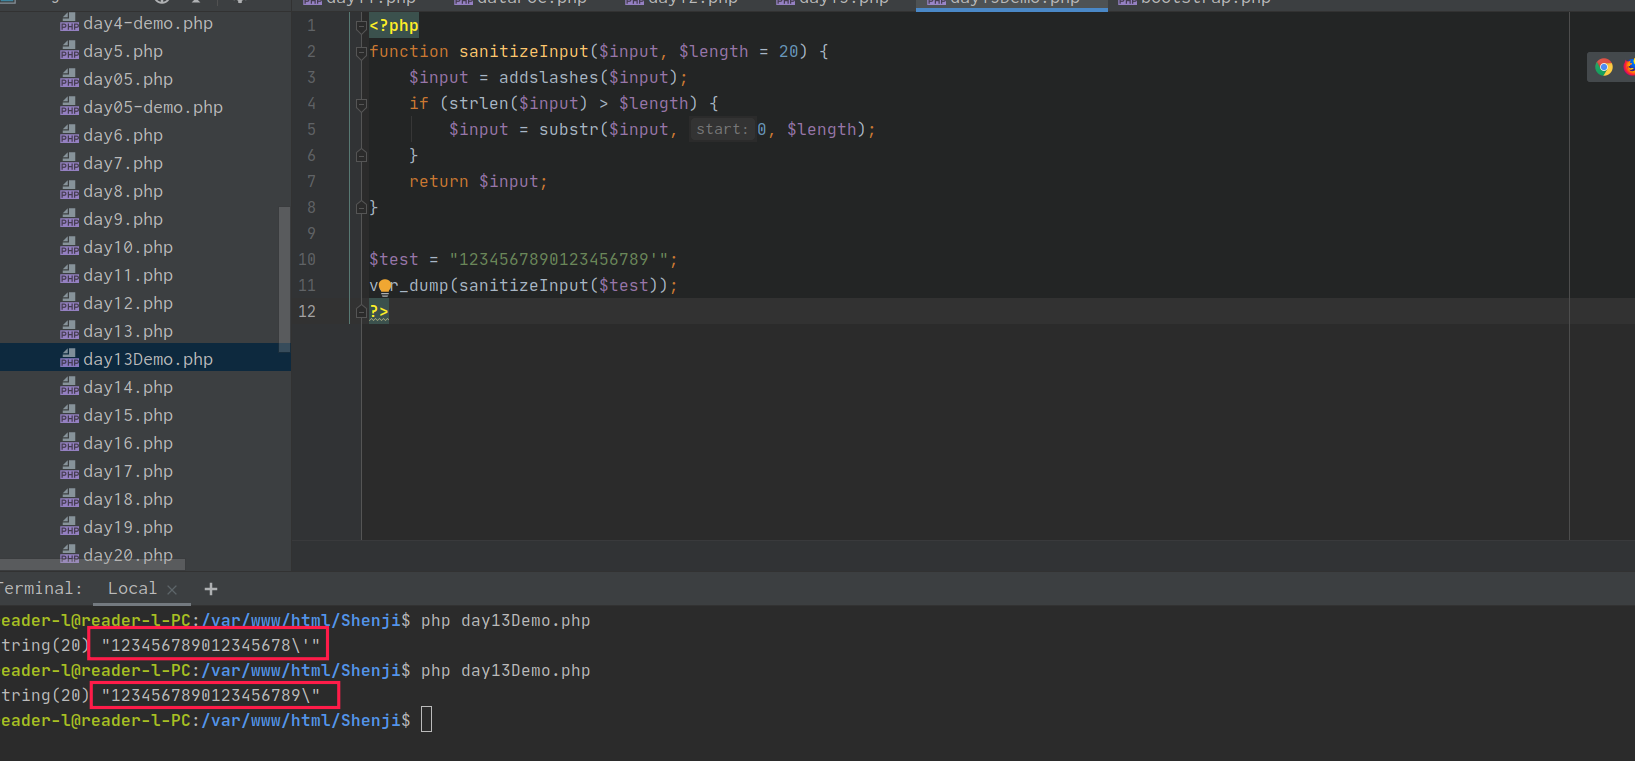 day4-demo.php
day5.php
day05.php
day05-demo.php
day6.php
day7.php
day8.php
day9.php
day10.php
day11.php
day12.php
day13.php
day13Demo.php
day14.php
day15.php
day16.php
day17.php
day18.php
day19.php
day20.php
1 <?php
2 function sanitizeInput($input, $length = 20) {
3 $input = addslashes($input);
4 if (strlen($input) > $length) {
5 $input = substr($input, start: 0, $length);
6 }
7 return $input;
8 }
9
10 $test = "1234567890123456789'";
11 var_dump(sanitizeInput($test));
12 ?>
Terminal: Local × +
eader-l@reader-l-PC:/var/www/html/Shenji$ php day13Demo.php
tring(20) "123456789012345678\'"
eader-l@reader-l-PC:/var/www/html/Shenji$ php day13Demo.php
tring(20) "1234567890123456789\"
eader-l@reader-l-PC:/var/www/html/Shenji$